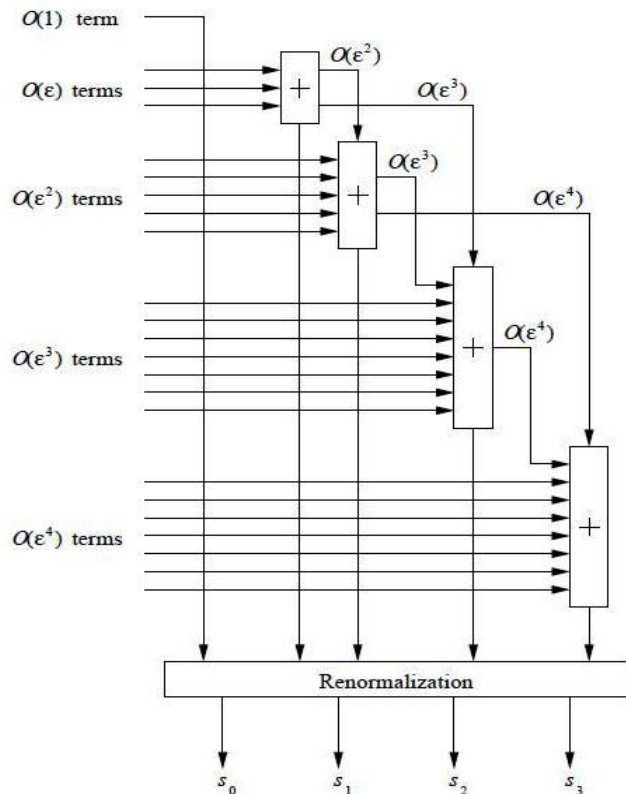 O(1) term
O(ε²)
O(ε) terms
+
O(ε³)
O(ε³)
O(ε²) terms
+
O(ε⁴)
O(ε³) terms
+
O(ε⁴)
O(ε⁴) terms
+
Renormalization
s₀ s₁ s₂ s₃